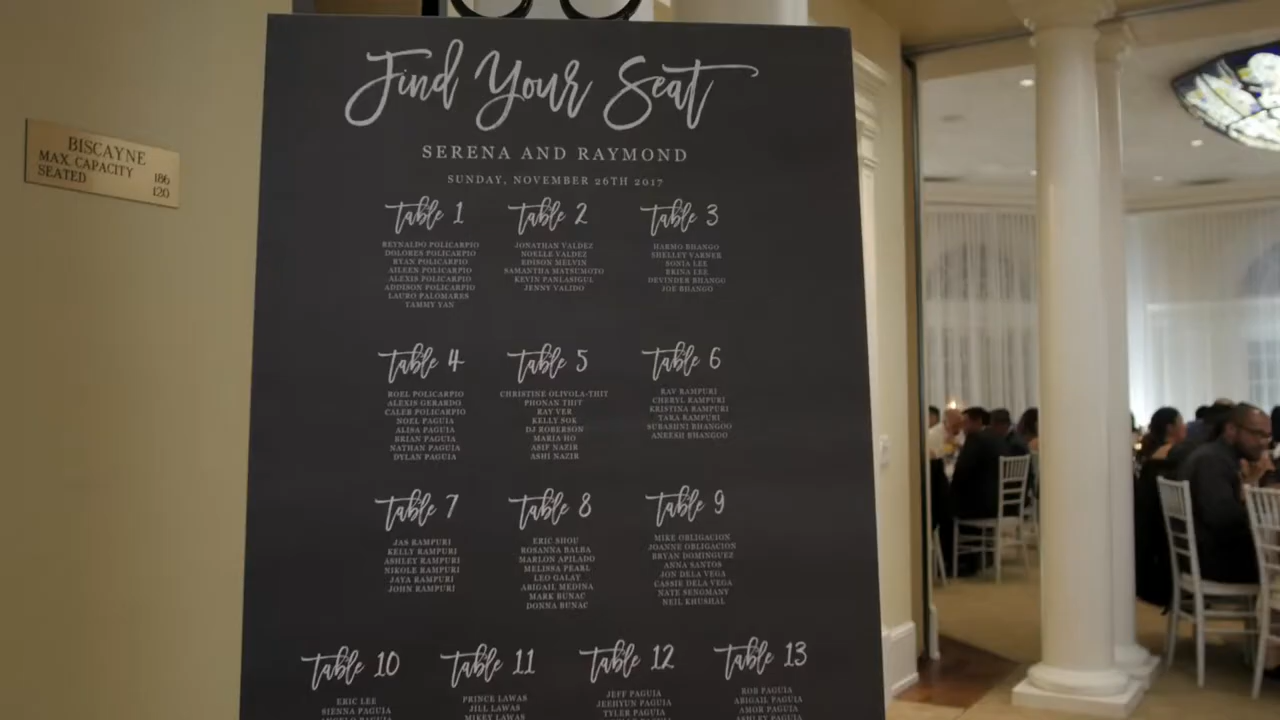 BISCAYNE
MAX. CAPACITY 186
SEATED 120
Find Your Seat
SERENA AND RAYMOND
SUNDAY, NOVEMBER 26TH 2017
table 1
REYNALDO POLICARPIO
DOLORES POLICARPIO
RYAN POLICARPIO
AILEEN POLICARPIO
ALEXIS POLICARPIO
ADDISON POLICARPIO
LAURO PALOMARES
TAMMY YAN
table 2
JONATHAN VALDEZ
NOELLE VALDEZ
EDISON MELVIN
SAMANTHA MATSUMOTO
KEVIN PANLASIGUI
JENNY VALIDO
table 3
HARMO BHANGO
SHELLEY VARNER
SONIA LEE
ERINA LEE
DEVINDER BHANGO
JOE BHANGO
table 4
ROEL POLICARPIO
ALEXIS GERARDO
CALEB POLICARPIO
NOEL PAGUIA
ALISA PAGUIA
BRIAN PAGUIA
NATHAN PAGUIA
DYLAN PAGUIA
table 5
CHRISTINE OLIVOLA-THIT
PHONAN THIT
RAY VER
KELLY SOK
DJ ROBERSON
MARIA HO
ASIF NAZIR
ASHI NAZIR
table 6
RAV RAMPURI
CHERYL RAMPURI
KRISTINA RAMPURI
TARA RAMPURI
SUBASHNI BHANGOO
ANEESH BHANGOO
table 7
JAS RAMPURI
KELLY RAMPURI
ASHLEY RAMPURI
NIKOLE RAMPURI
JAYA RAMPURI
JOHN RAMPURI
table 8
ERIC SHOU
ROSANNA BALBA
MARLON APILADO
MELISSA PEARL
LEO GALAY
ABIGAIL MEDINA
MARK BUNAC
DONNA BUNAC
table 9
MIKE OBLIGACION
JOANNE OBLIGACION
BRYAN DOMINGUEZ
ANNA SANTOS
JON DELA VEGA
CASSIE DELA VEGA
NATE SENGMANY
NEIL KHUSHAL
table 10
ERIC LEE
SIENNA PAGUIA
table 11
PRINCE LAWAS
JILL LAWAS
MIKEY LAWAS
table 12
JEFF PAGUIA
JEEHYUN PAGUIA
TYLER PAGUIA
table 13
ROB PAGUIA
ABIGAIL PAGUIA
AMOR PAGUIA